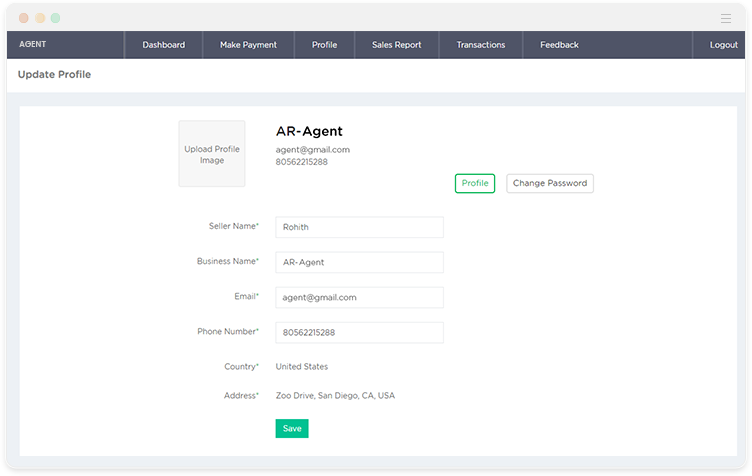 AGENT Dashboard Make Payment Profile Sales Report Transactions Feedback Logout
Update Profile
Upload Profile
Image
AR-Agent
agent@gmail.com
80562215288
Profile Change Password
Seller Name* Rohith
Business Name* AR-Agent
Email* agent@gmail.com
Phone Number* 80562215288
Country* United States
Address* Zoo Drive, San Diego, CA, USA
Save